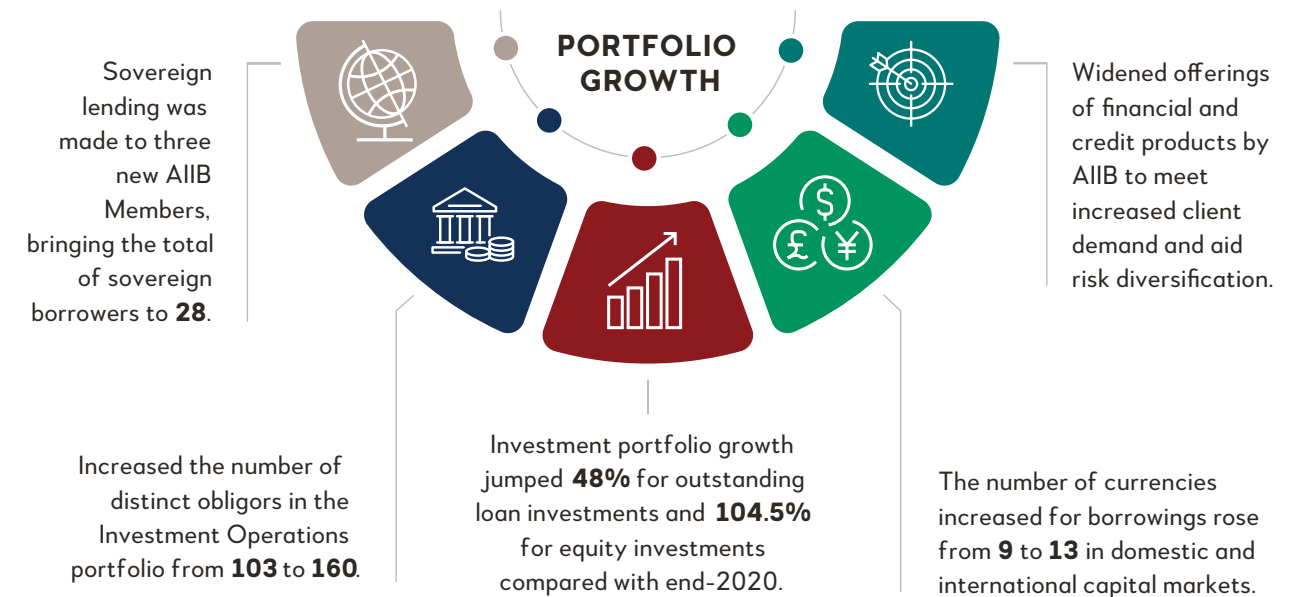 PORTFOLIO
GROWTH
Sovereign
lending was
made to three
new AIIB
Members,
bringing the total
of sovereign
borrowers to 28.
Increased the number of
distinct obligors in the
Investment Operations
portfolio from 103 to 160.
Investment portfolio growth
jumped 48% for outstanding
loan investments and 104.5%
for equity investments
compared with end-2020.
The number of currencies
increased for borrowings rose
from 9 to 13 in domestic and
international capital markets.
Widened offerings
of financial and
credit products by
AIIB to meet
increased client
demand and aid
risk diversification.
$
£ ¥